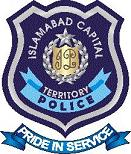 ISLAMABAD CAPITAL
TERRITORY
POLICE
PRIDE IN SERVICE